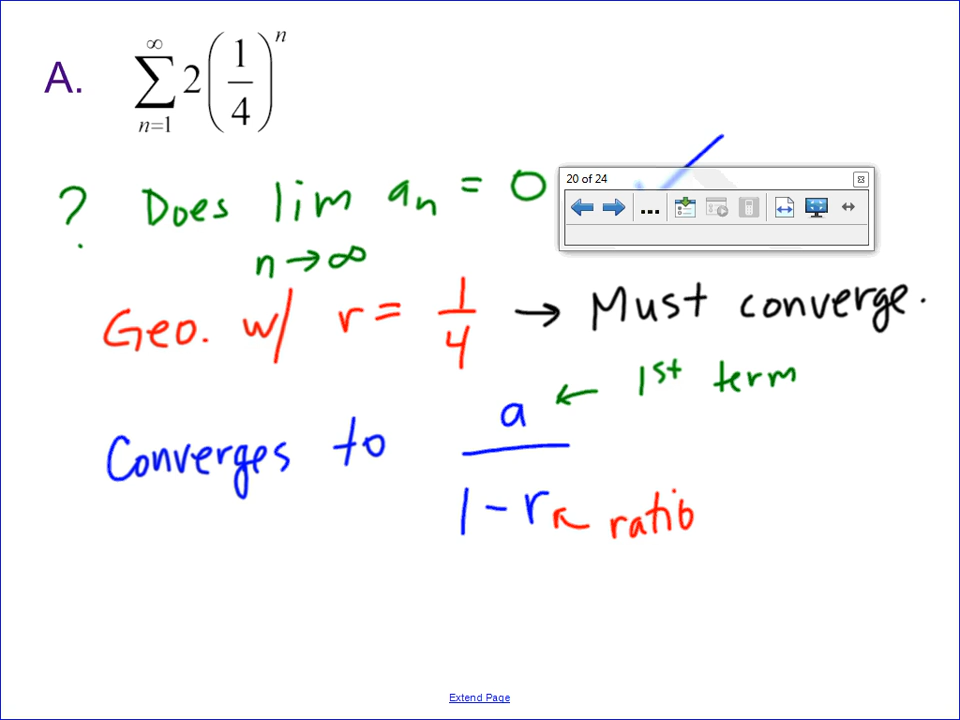 A. ∑_{n=1}^{∞} 2(1/4)^n
? Does lim a_n = 0 ✓
n→∞
20 of 24
...
Geo. w/ r = 1/4 → Must converge.
Converges to a/(1-r)
← 1st term
↖ ratio
Extend Page